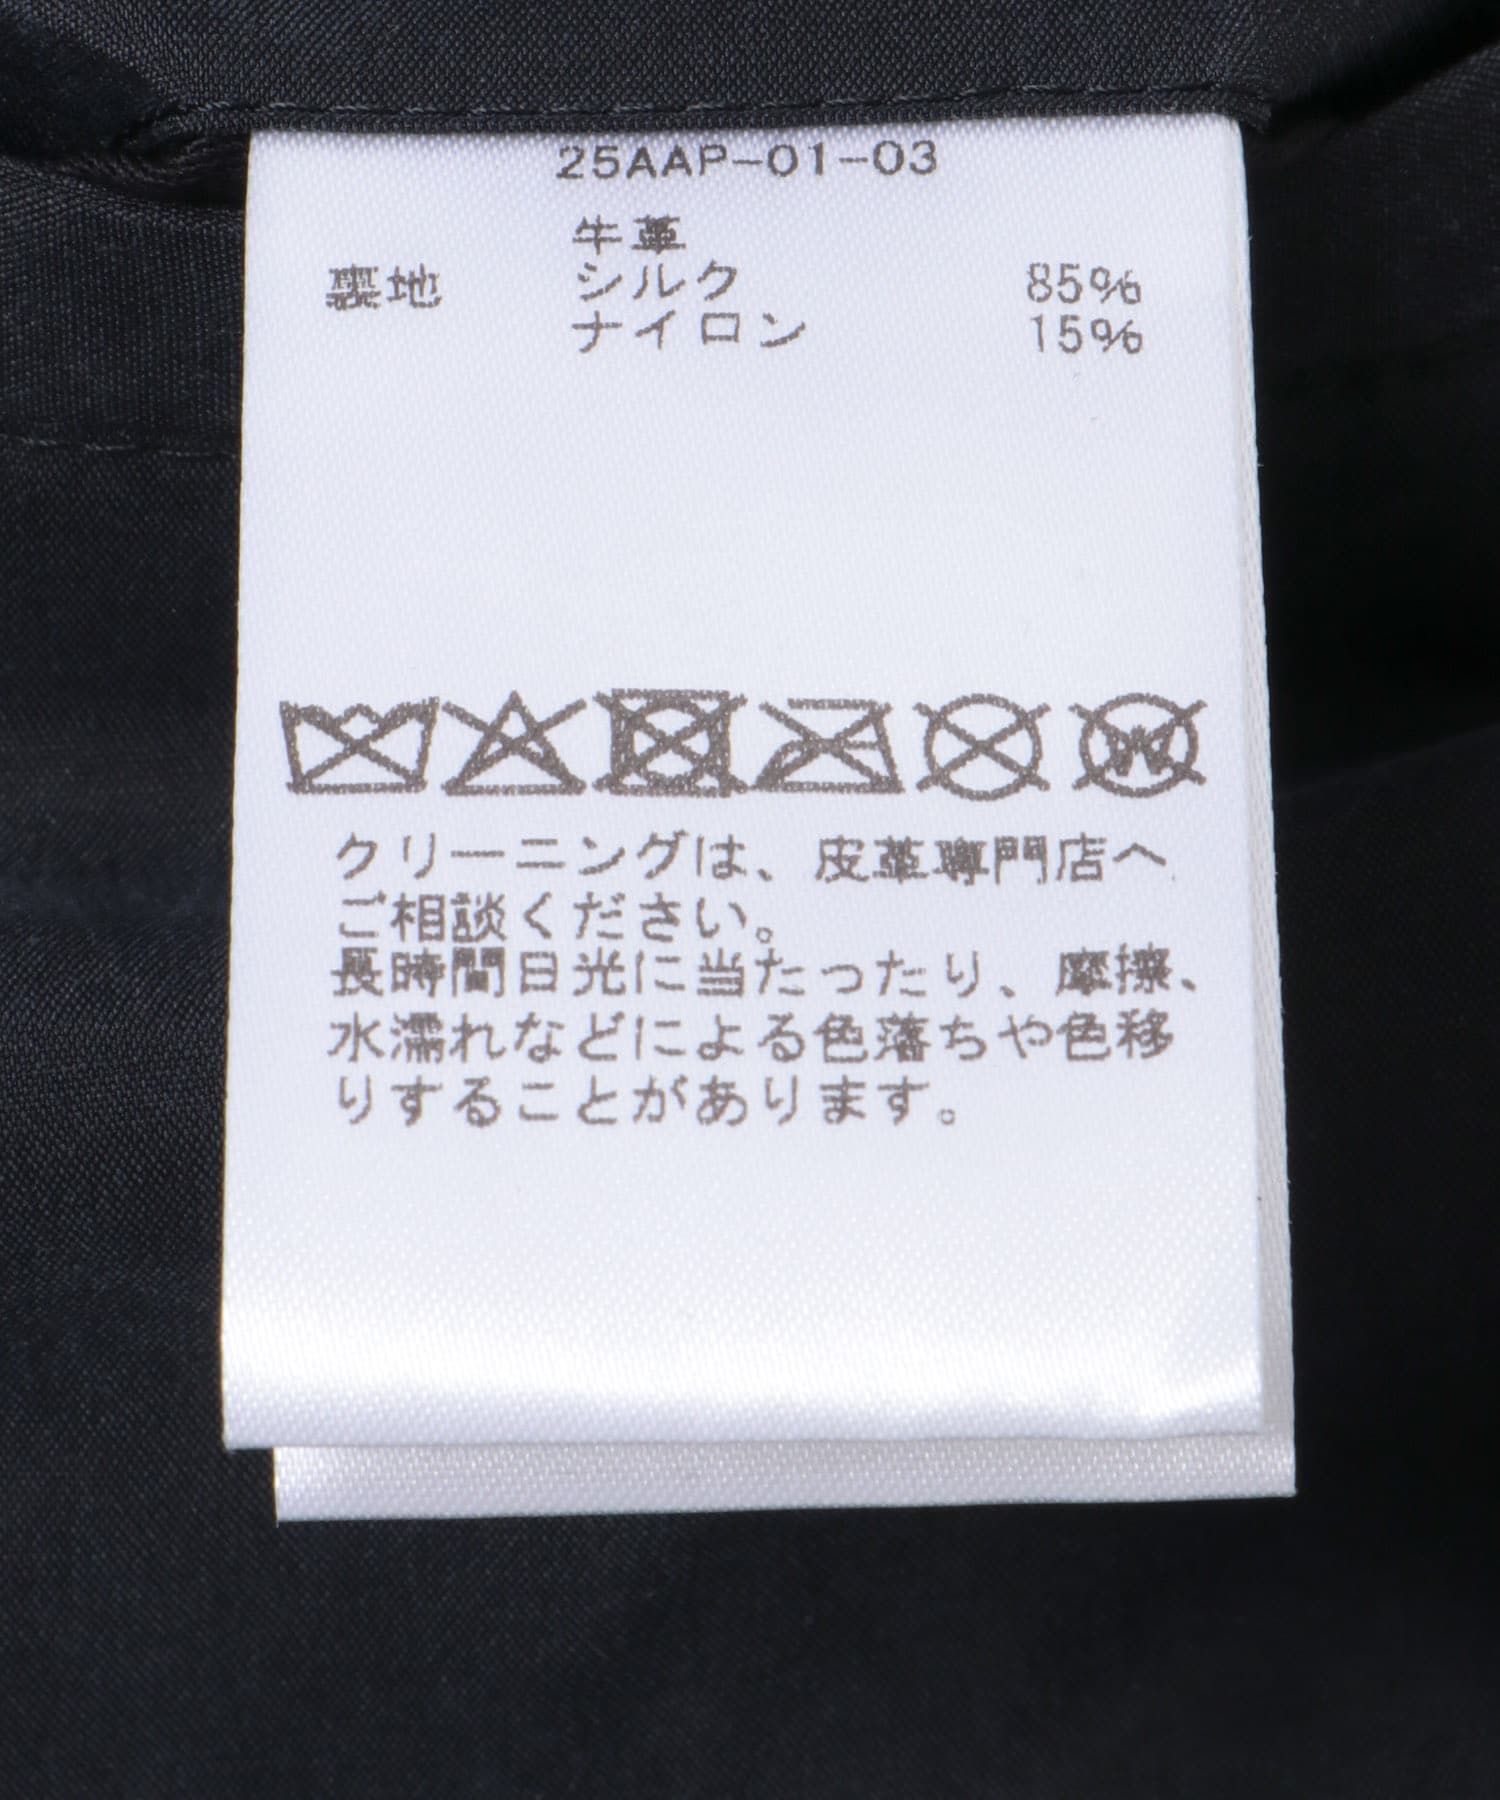 25AAP-01-03
牛革
裏地 シルク 85%
ナイロン 15%
クリーニングは、皮革専門店へ
ご相談ください。
長時間日光に当たったり、摩擦、
水濡れなどによる色落ちや色移
りすることがあります。